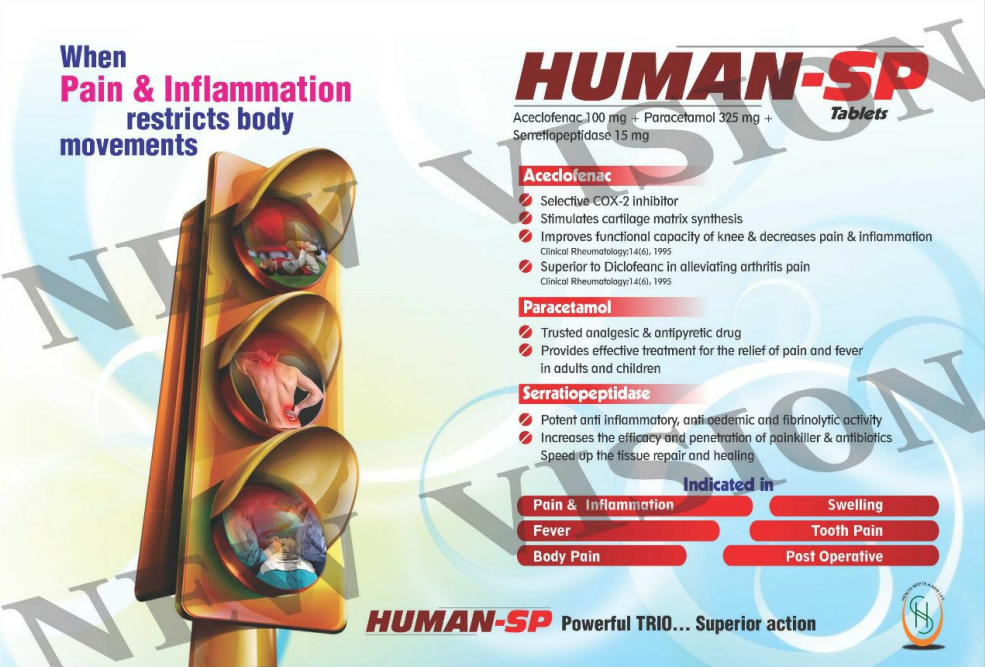 When
Pain & Inflammation
restricts body
movements
HUMAN-SP
Tablets
Aceclofenac 100 mg + Paracetamol 325 mg +
Serretiopeptidase 15 mg
Aceclofenac
Selective COX-2 inhibitor
Stimulates cartilage matrix synthesis
Improves functional capacity of knee & decreases pain & inflammation
Clinical Rheumatology;14(6), 1995
Superior to Diclofeanc in alleviating arthritis pain
Clinical Rheumatology;14(6), 1995
Paracetamol
Trusted analgesic & antipyretic drug
Provides effective treatment for the relief of pain and fever
in adults and children
Serratiopeptidase
Potent anti inflammatory, anti oedemic and fibrinolytic activity
Increases the efficacy and penetration of painkiller & antibiotics
Speed up the tissue repair and healing
Indicated in
Pain & Inflammation
Swelling
Fever
Tooth Pain
Body Pain
Post Operative
HUMAN-SP Powerful TRIO... Superior action
NEW VISION
NEW VISION